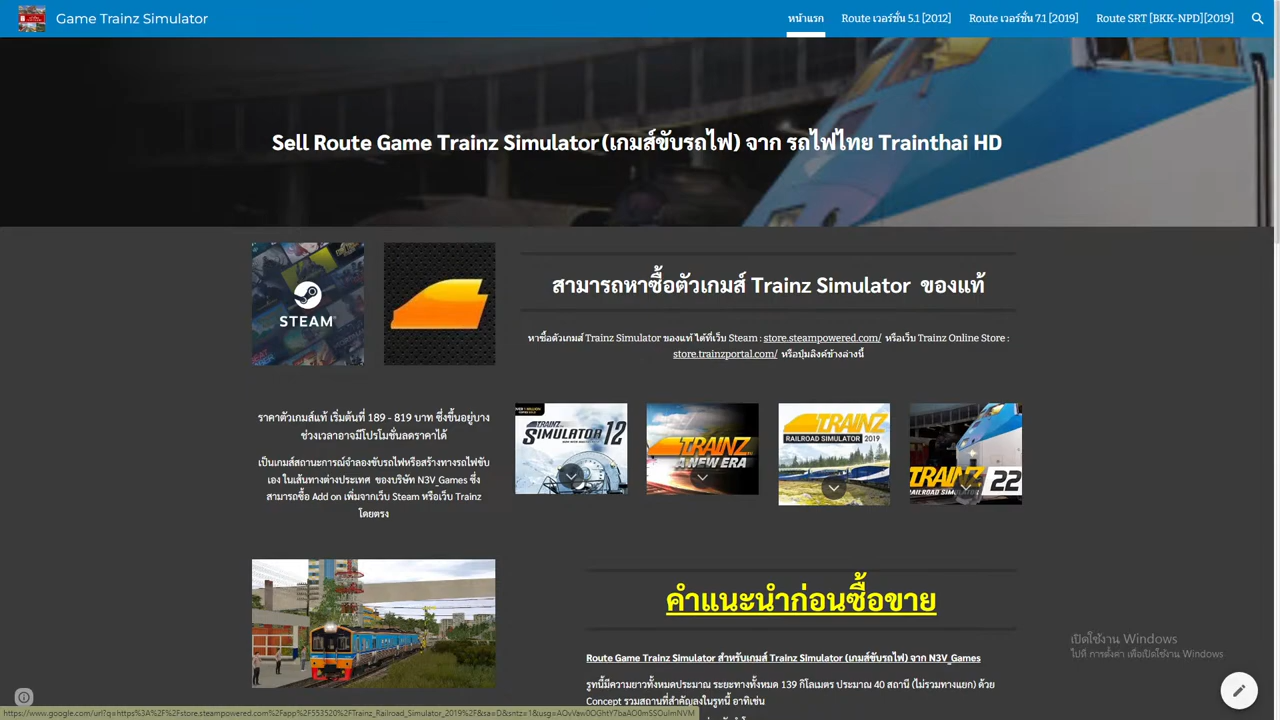 Game Trainz Simulator
หน้าแรก
Route เวอร์ชั่น 5.1 [2012]
Route เวอร์ชั่น 7.1 [2019]
Route SRT [BKK-NPD][2019]
Sell Route Game Trainz Simulator (เกมส์ขับรถไฟ) จาก รถไฟไทย Trainthai HD
STEAM
สามารถหาซื้อตัวเกมส์ Trainz Simulator ของแท้
หาซื้อตัวเกมส์ Trainz Simulator ของแท้ ได้ที่เว็บ Steam : store.steampowered.com/ หรือเว็บ Trainz Online Store :
store.trainzportal.com/ หรือปุ่มลิงค์ข้างล่างนี้
ราคาตัวเกมส์แท้ เริ่มต้นที่ 189 - 819 บาท ซึ่งขึ้นอยู่บาง
ช่วงเวลาอาจมีโปรโมชั่นลดราคาได้
เป็นเกมส์สถานะการณ์จำลองขับรถไฟหรือสร้างทางรถไฟขับ
เอง ในเส้นทางต่างประเทศ ของบริษัท N3V_Games ซึ่ง
สามารถซื้อ Add on เพิ่มจากเว็บ Steam หรือเว็บ Trainz
โดยตรง
TRAINZ
SIMULATOR 12
TRAINZ
A NEW ERA
TRAINZ
RAILROAD SIMULATOR 2019
TRAINZ
RAILROAD SIMULATOR 22
คำแนะนำก่อนซื้อขาย
Route Game Trainz Simulator สำหรับเกมส์ Trainz Simulator (เกมส์ขับรถไฟ) จาก N3V_Games
รูทนี้มีความยาวทั้งหมดประมาณ ระยะทางทั้งหมด 139 กิโลเมตร ประมาณ 40 สถานี (ไม่รวมทางแยก) ด้วย
Concept รวมสถานที่สำคัญลงในรูทนี้ อาทิเช่น
เปิดใช้งาน Windows
ไปที่ การตั้งค่า เพื่อเปิดใช้งาน Windows